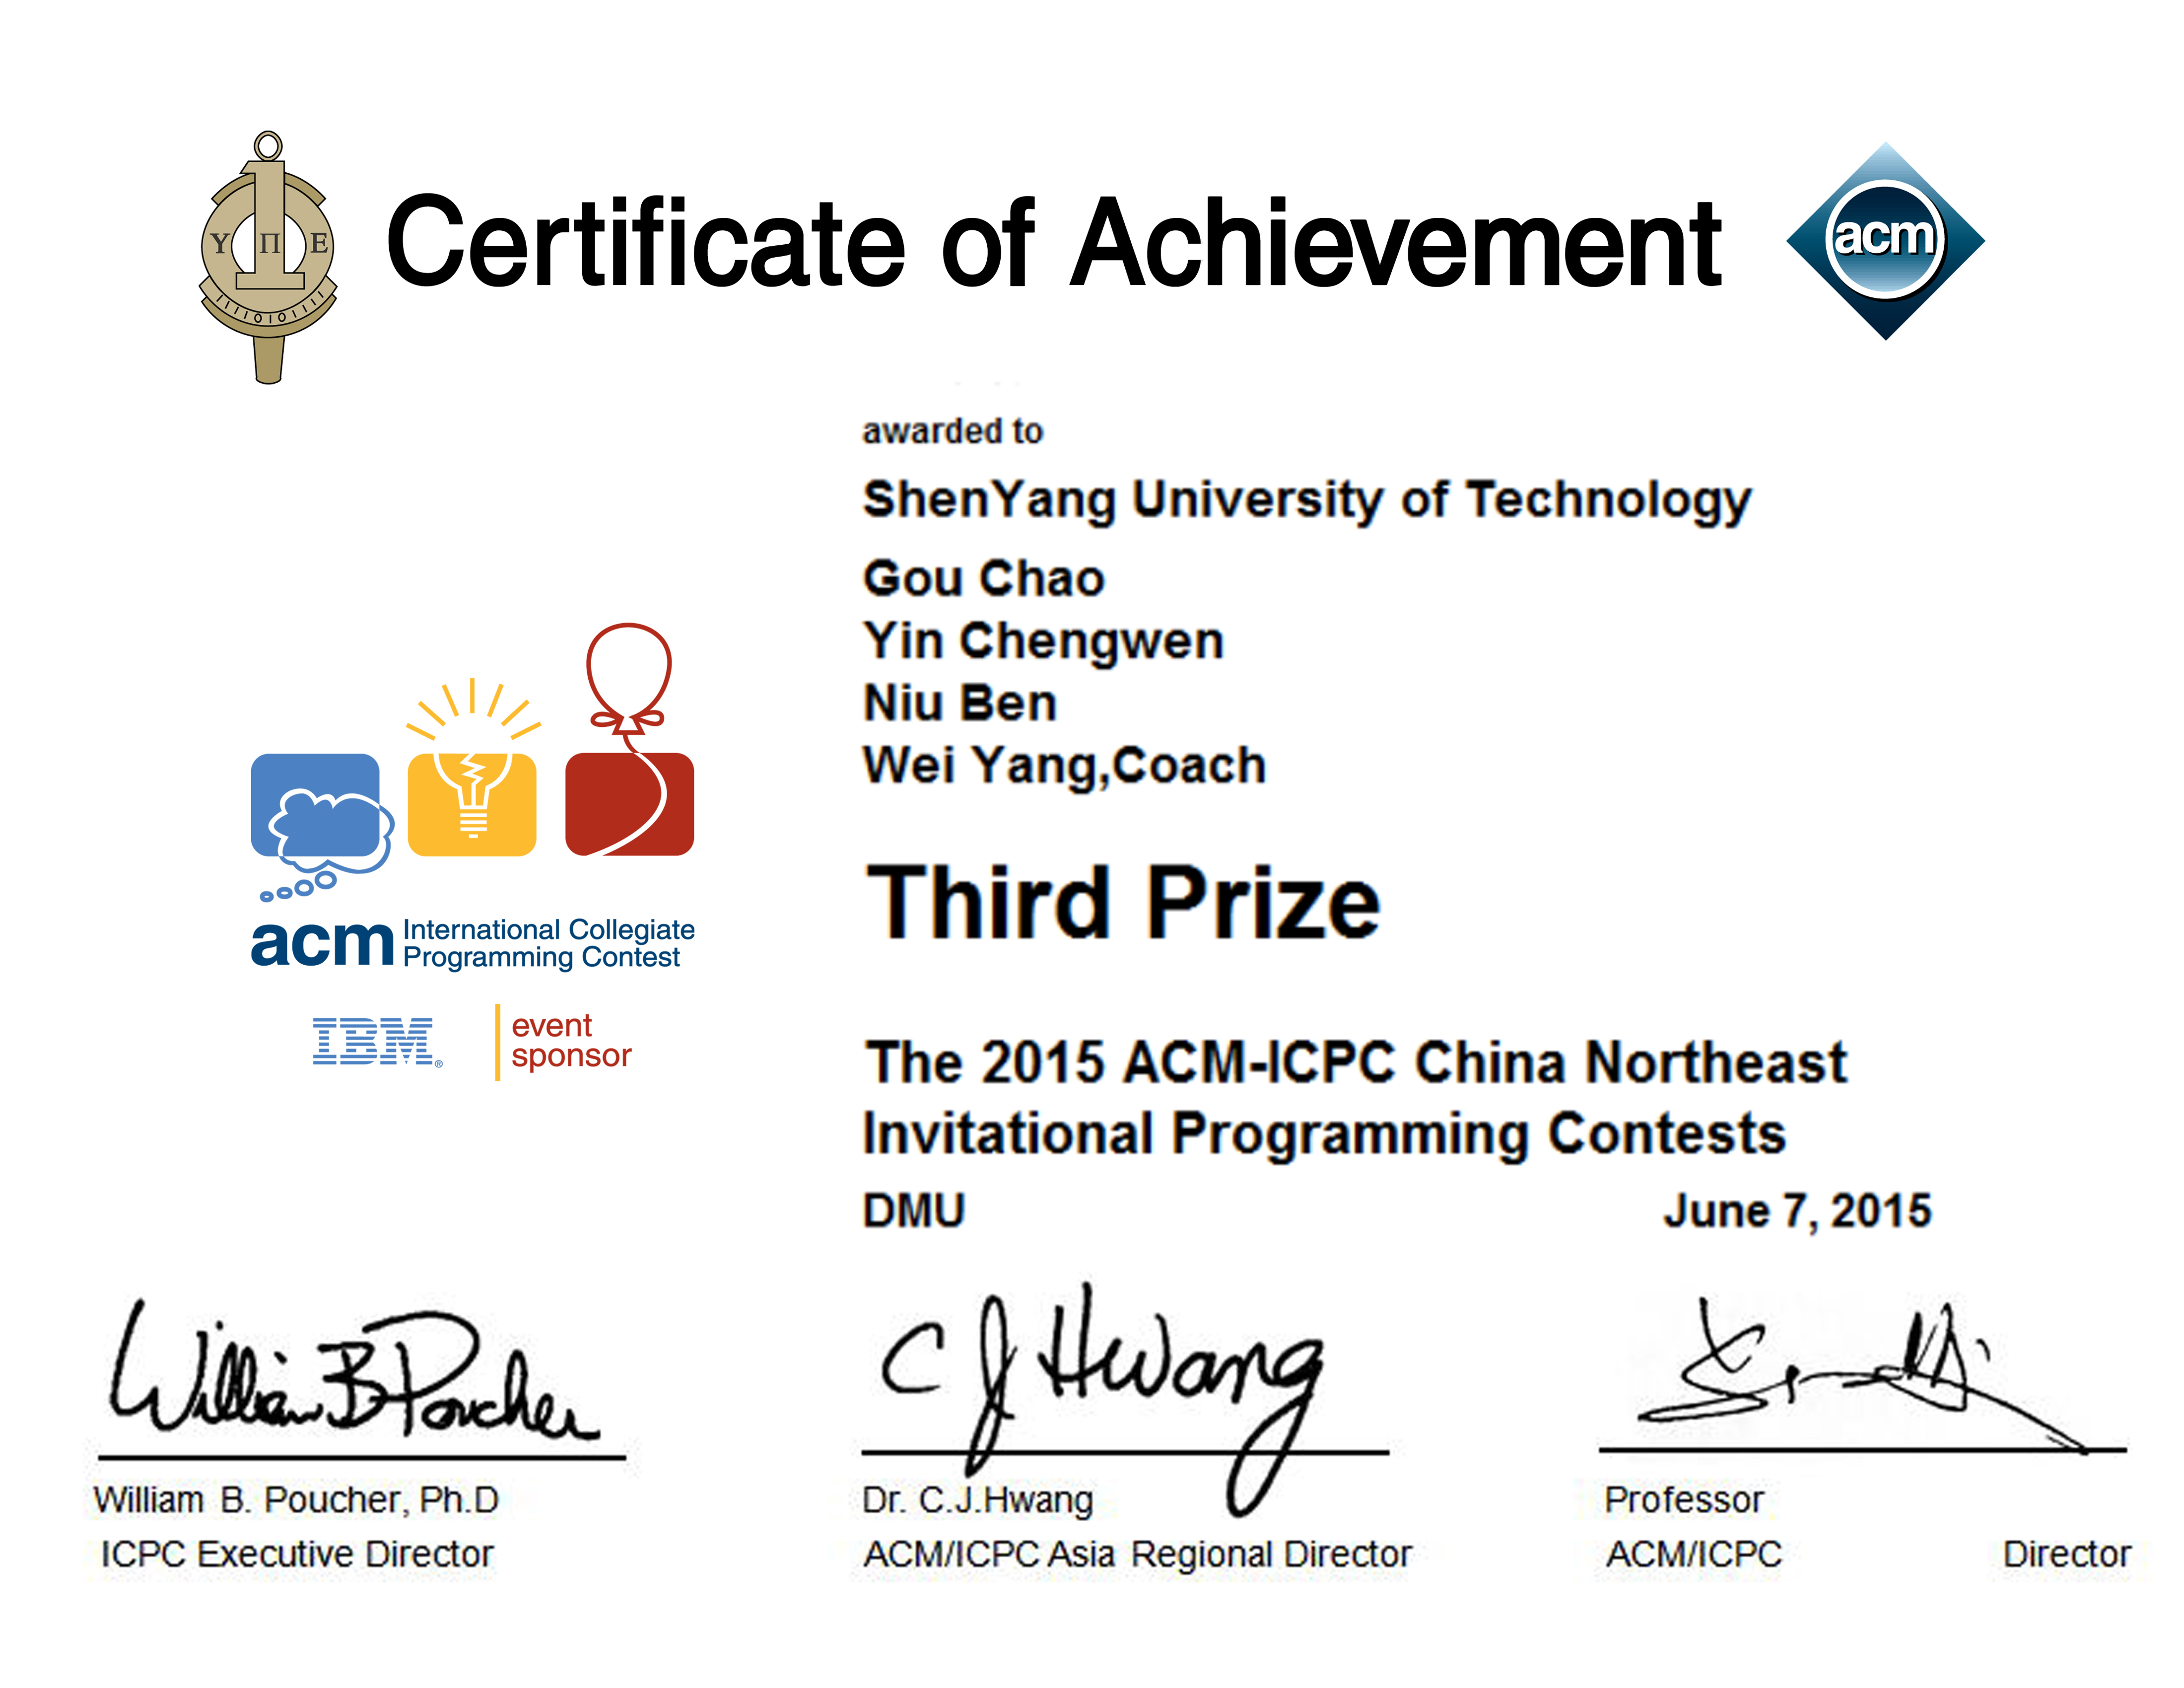 Certificate of Achievement
Υ Π Ε
acm
awarded to
ShenYang University of Technology
Gou Chao
Yin Chengwen
Niu Ben
Wei Yang,Coach
Third Prize
acm International Collegiate
Programming Contest
IBM® event
sponsor
The 2015 ACM-ICPC China Northeast
Invitational Programming Contests
DMU June 7, 2015
William B Poucher
C J Hwang
William B. Poucher, Ph.D
Dr. C.J.Hwang
Professor
ICPC Executive Director
ACM/ICPC Asia Regional Director
ACM/ICPC Director